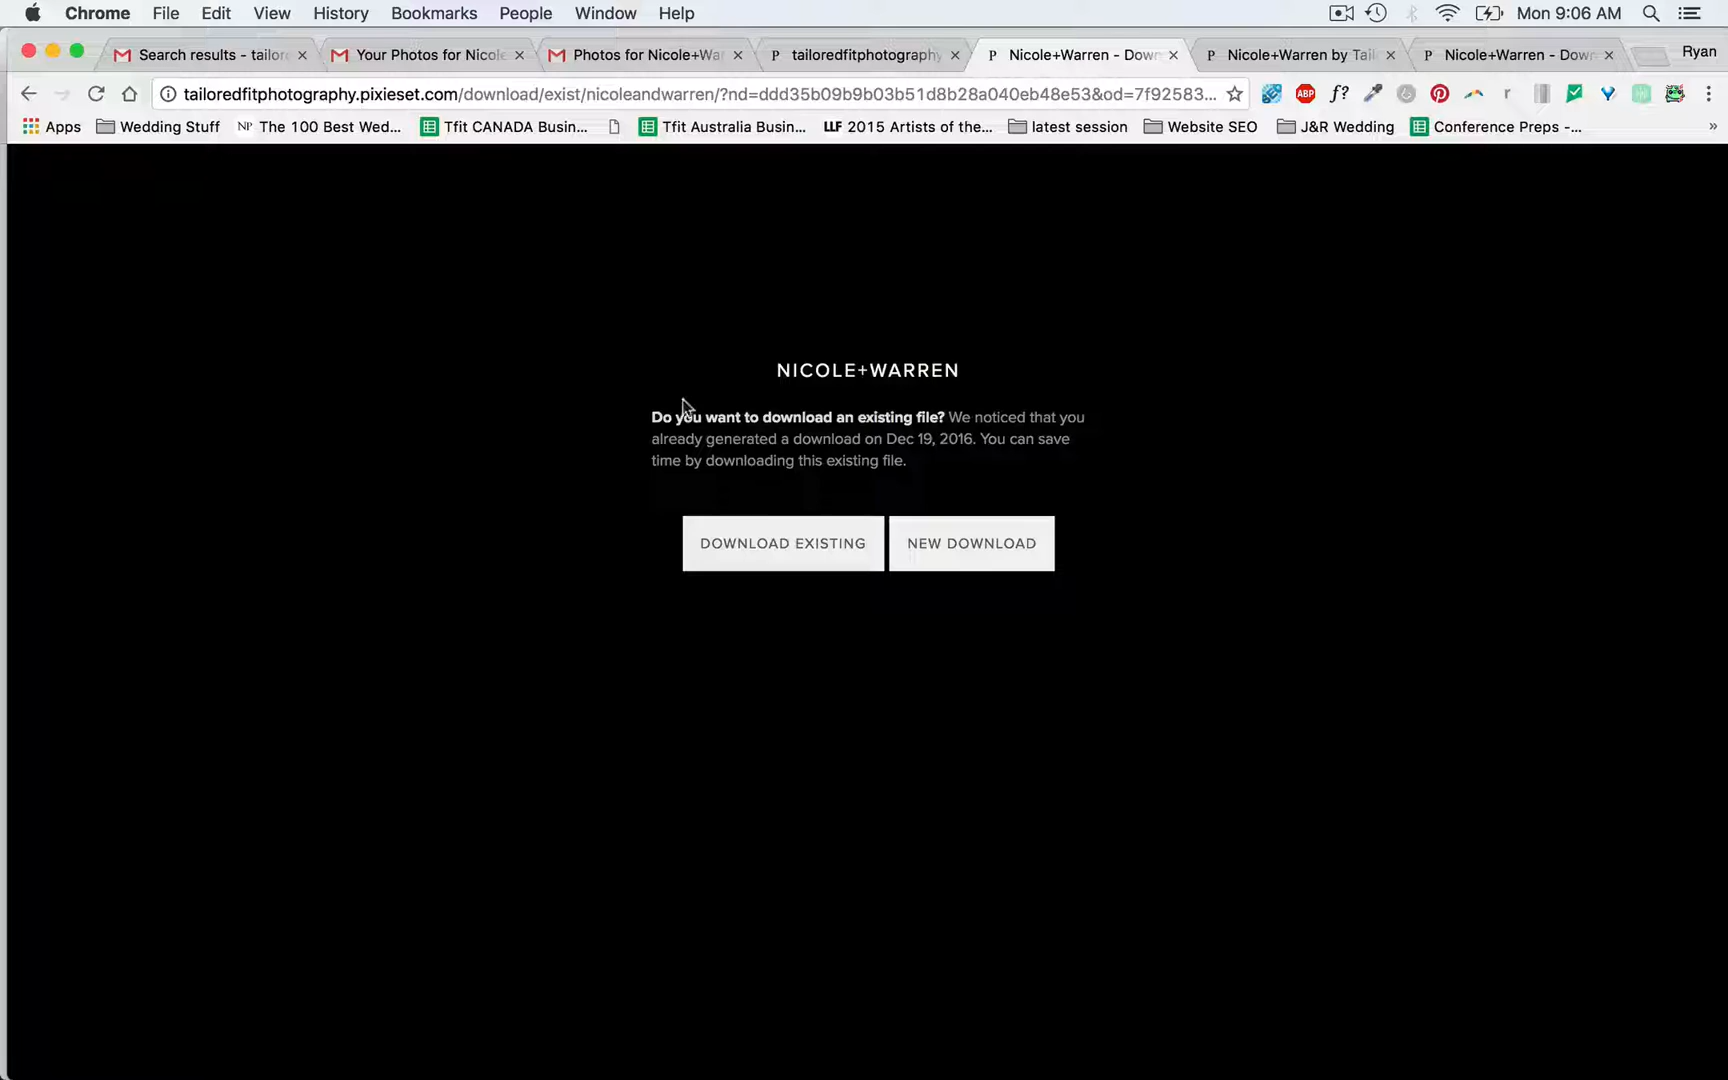 Chrome File Edit View History Bookmarks People Window Help Mon 9:06 AM
Search results - tailore Your Photos for Nicole Photos for Nicole+War tailoredfitphotography Nicole+Warren - Down Nicole+Warren by Tail Nicole+Warren - Down Ryan
tailoredfitphotography.pixieset.com/download/exist/nicoleandwarren/?nd=ddd35b09b9b03b51d8b28a040eb48e53&od=7f92583... ABP f? r
Apps Wedding Stuff NP The 100 Best Wed... Tfit CANADA Busin... Tfit Australia Busin... LLF 2015 Artists of the... latest session Website SEO J&R Wedding Conference Preps -... »
NICOLE+WARREN
Do you want to download an existing file? We noticed that you
already generated a download on Dec 19, 2016. You can save
time by downloading this existing file.
DOWNLOAD EXISTING NEW DOWNLOAD